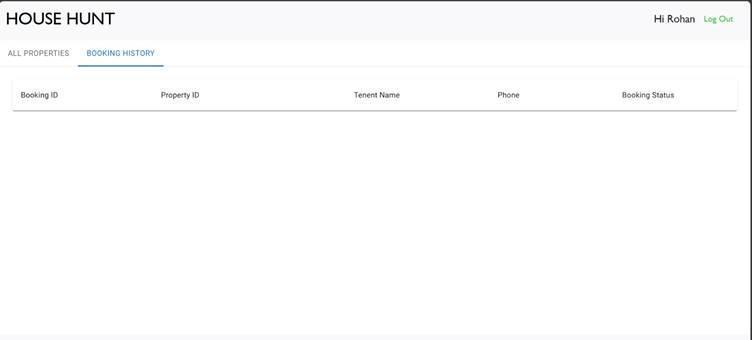 HOUSE HUNT
Hi Rohan Log Out
ALL PROPERTIES BOOKING HISTORY
Booking ID Property ID Tenent Name Phone Booking Status